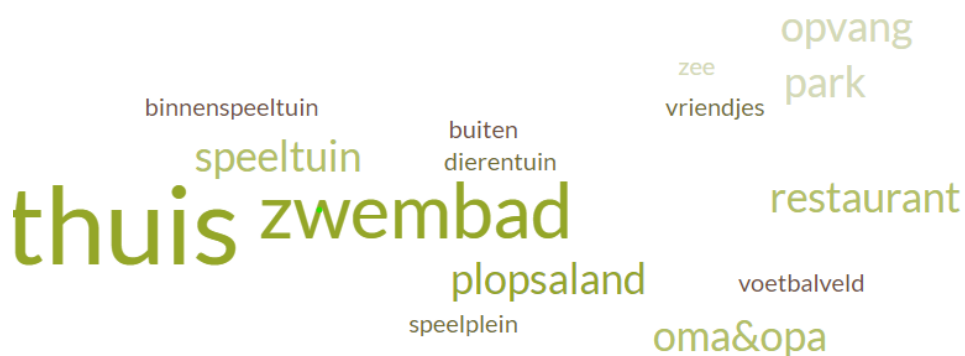 opvang
zee
park
binnenspeeltuin
vriendjes
buiten
speeltuin
dierentuin
thuis
zwembad
restaurant
plopsaland
voetbalveld
speelplein
oma&opa